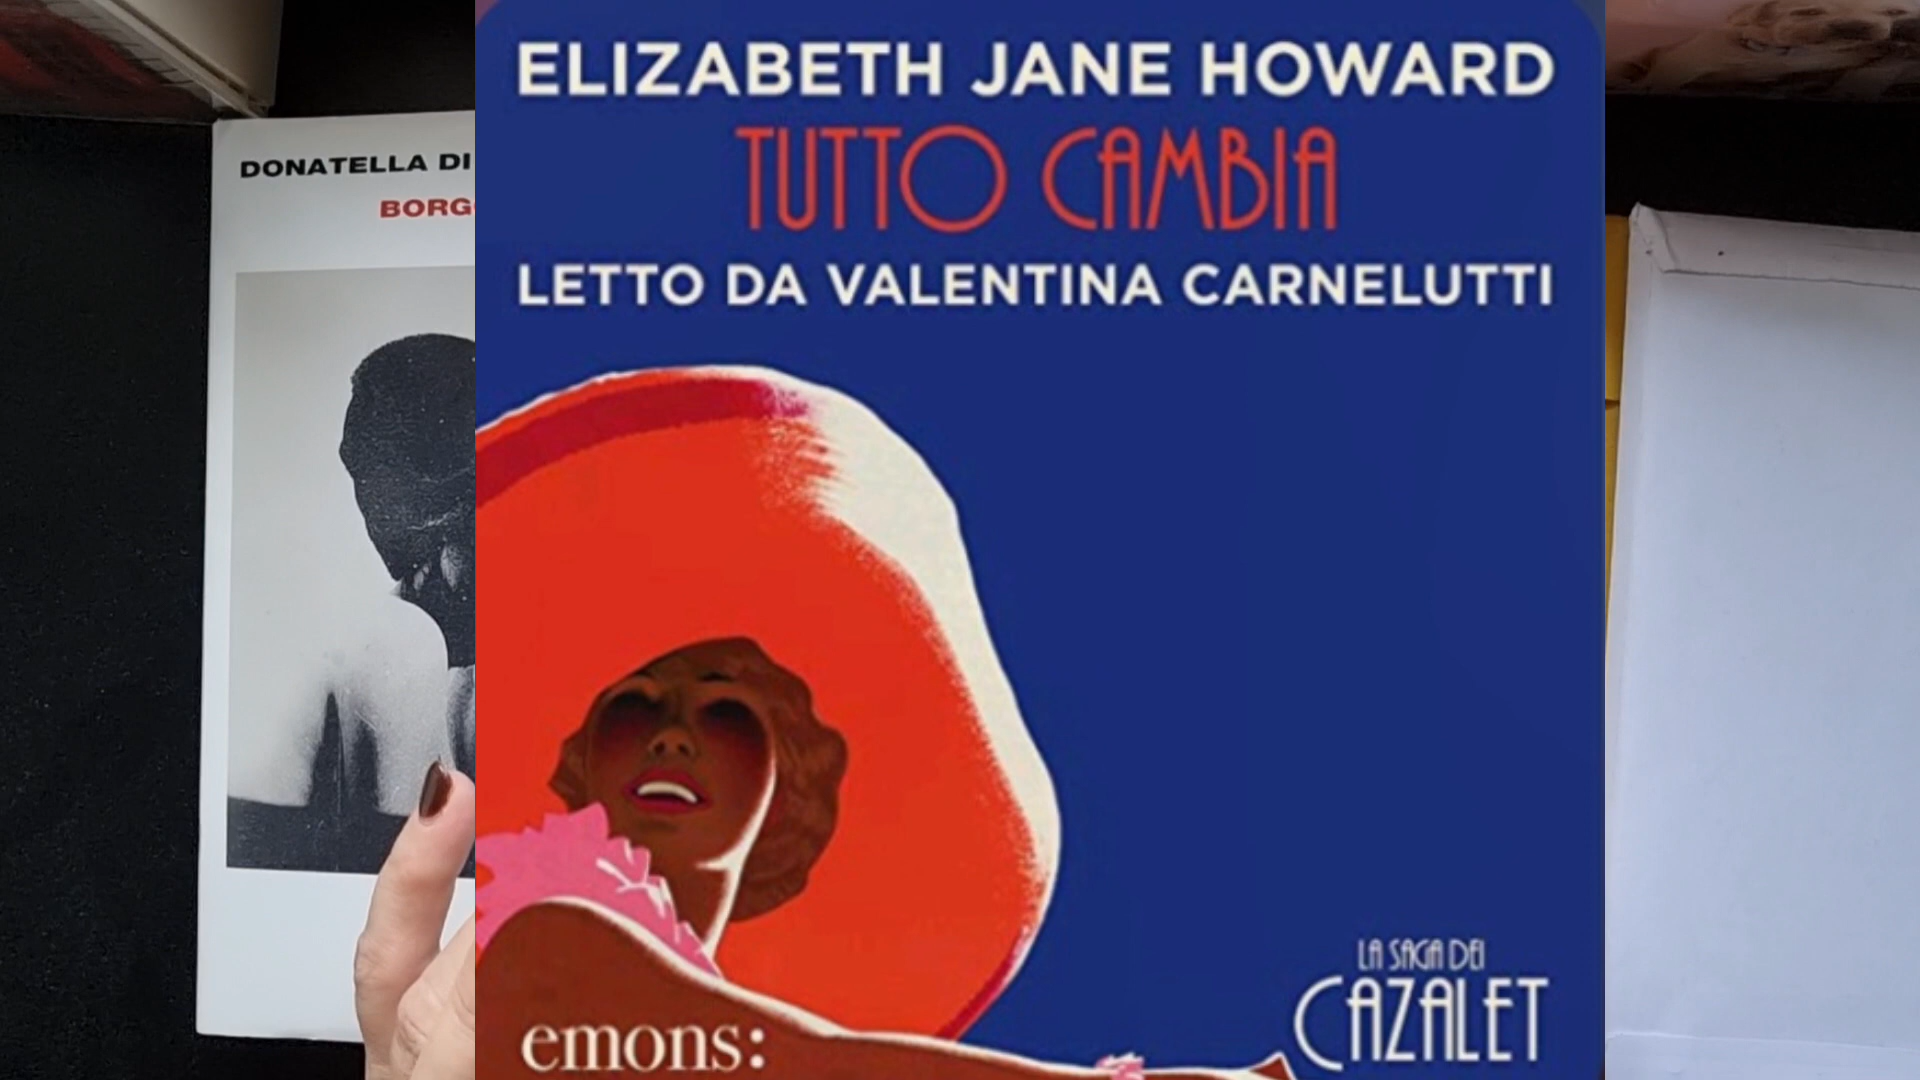 DONATELLA DI
BORG
ELIZABETH JANE HOWARD
TUTTO CAMBIA
LETTO DA VALENTINA CARNELUTTI
LA SAGA DEI
CAZALET
emons: